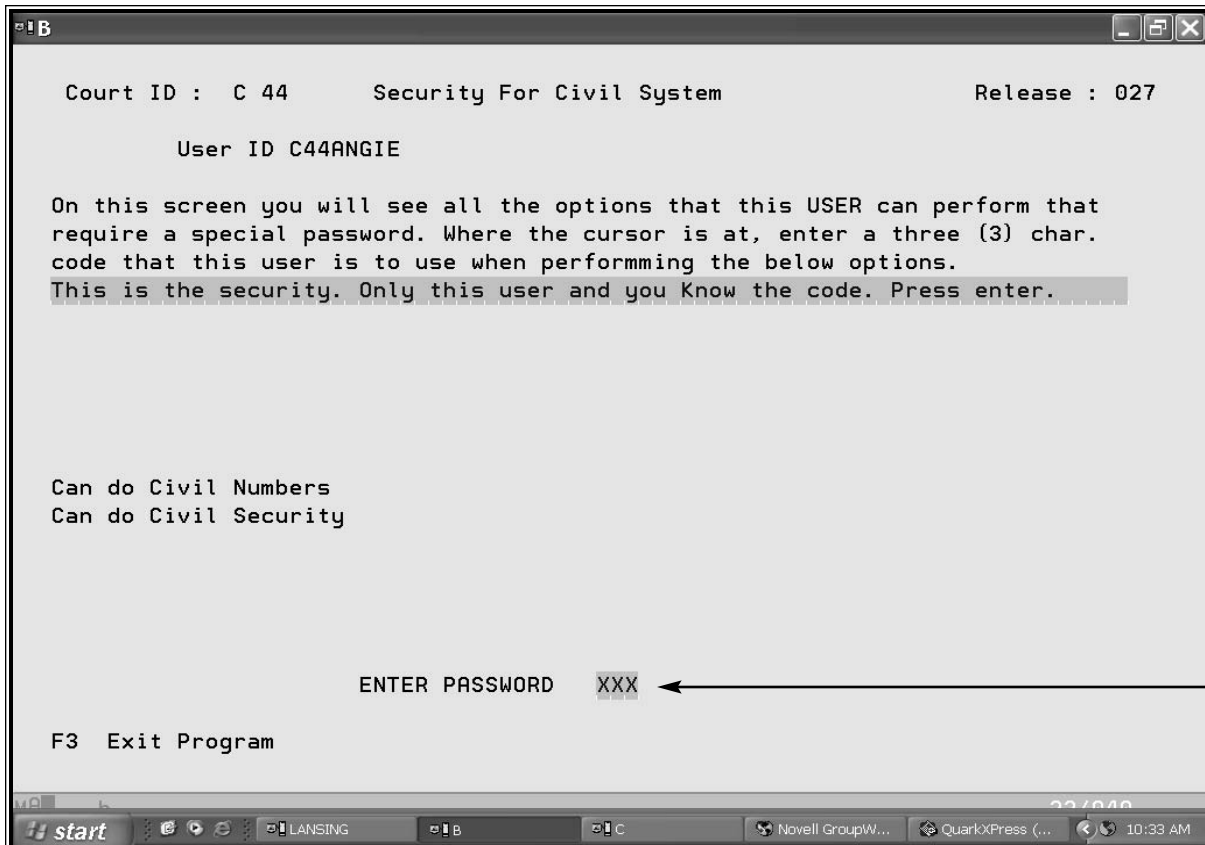 B
Court ID : C 44 Security For Civil System Release : 027
User ID C44ANGIE
On this screen you will see all the options that this USER can perform that
require a special password. Where the cursor is at, enter a three (3) char.
code that this user is to use when performming the below options.
This is the security. Only this user and you Know the code. Press enter.
Can do Civil Numbers
Can do Civil Security
ENTER PASSWORD XXX
F3 Exit Program
start LANSING B C Novell GroupW... QuarkXPress (... 10:33 AM